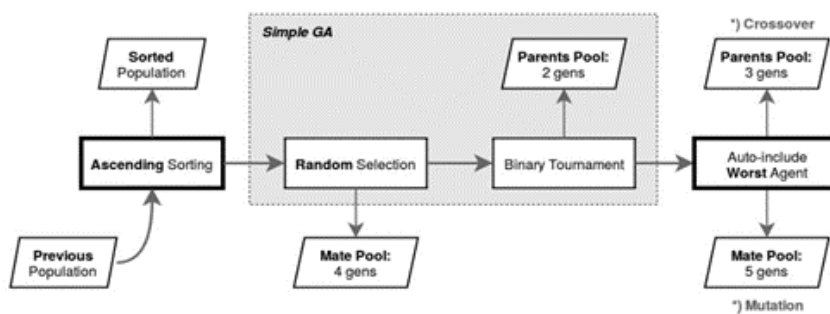 Simple GA
*) Crossover
Sorted
Population
Parents Pool:
2 gens
Parents Pool:
3 gens
Ascending Sorting
Random Selection
Binary Tournament
Auto-include
Worst Agent
Previous
Population
Mate Pool:
4 gens
Mate Pool:
5 gens
*) Mutation